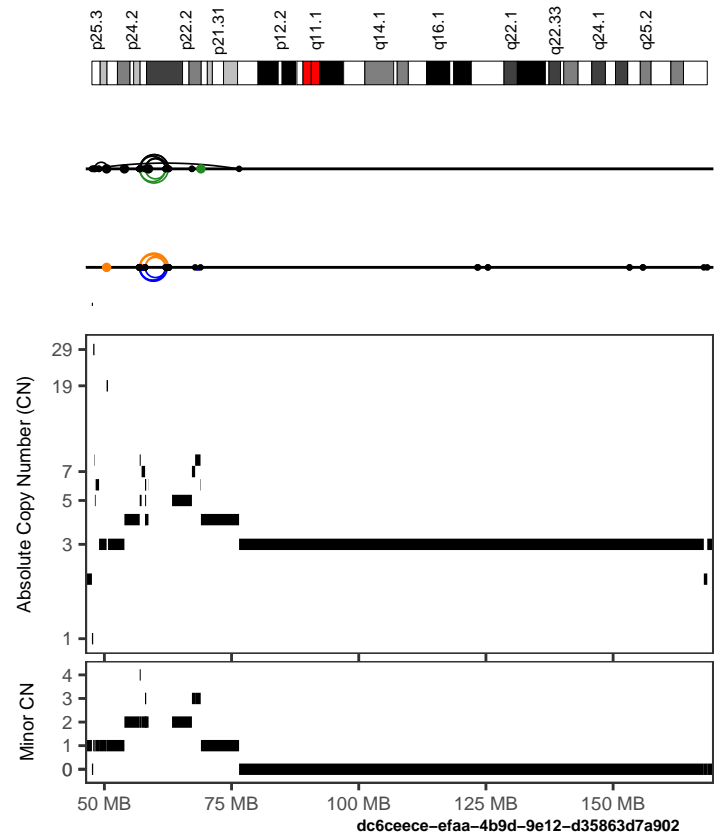 p25.3 p24.2 p22.2 p21.31 p12.2 q11.1 q14.1 q16.1 q22.1 q22.33 q24.1 q25.2
Absolute Copy Number (CN)
29
19
7
5
3
1
Minor CN
4
3
2
1
0
50 MB 75 MB 100 MB 125 MB 150 MB
dc6ceece−efaa−4b9d−9e12−d35863d7a902